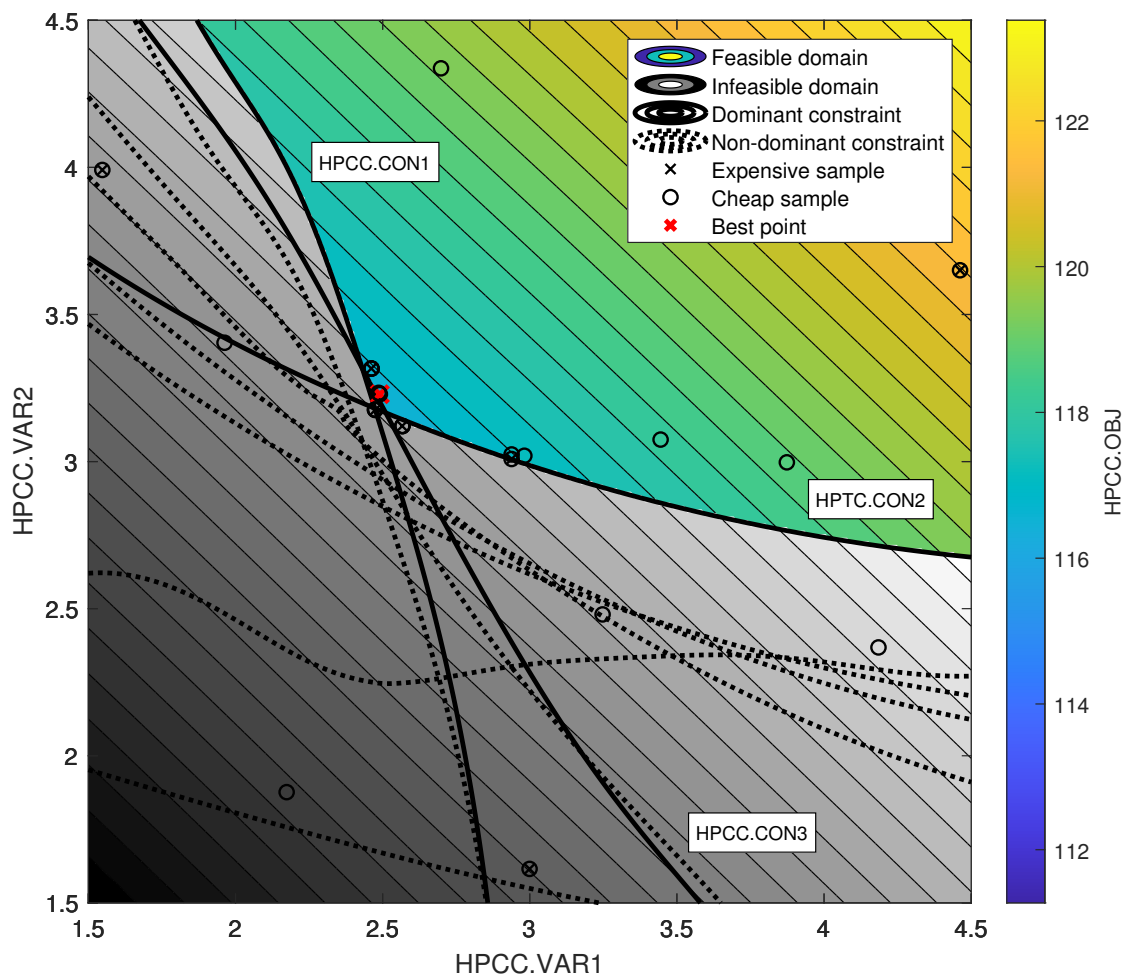 4.5
4
3.5
3
2.5
2
1.5
HPCC.VAR2
1.5
2
2.5
3
3.5
4
4.5
HPCC.VAR1
HPCC.CON1
HPTC.CON2
HPCC.CON3
Feasible domain
Infeasible domain
Dominant constraint
Non-dominant constraint
Expensive sample
Cheap sample
Best point
122
120
118
116
114
112
HPCC.OBJ